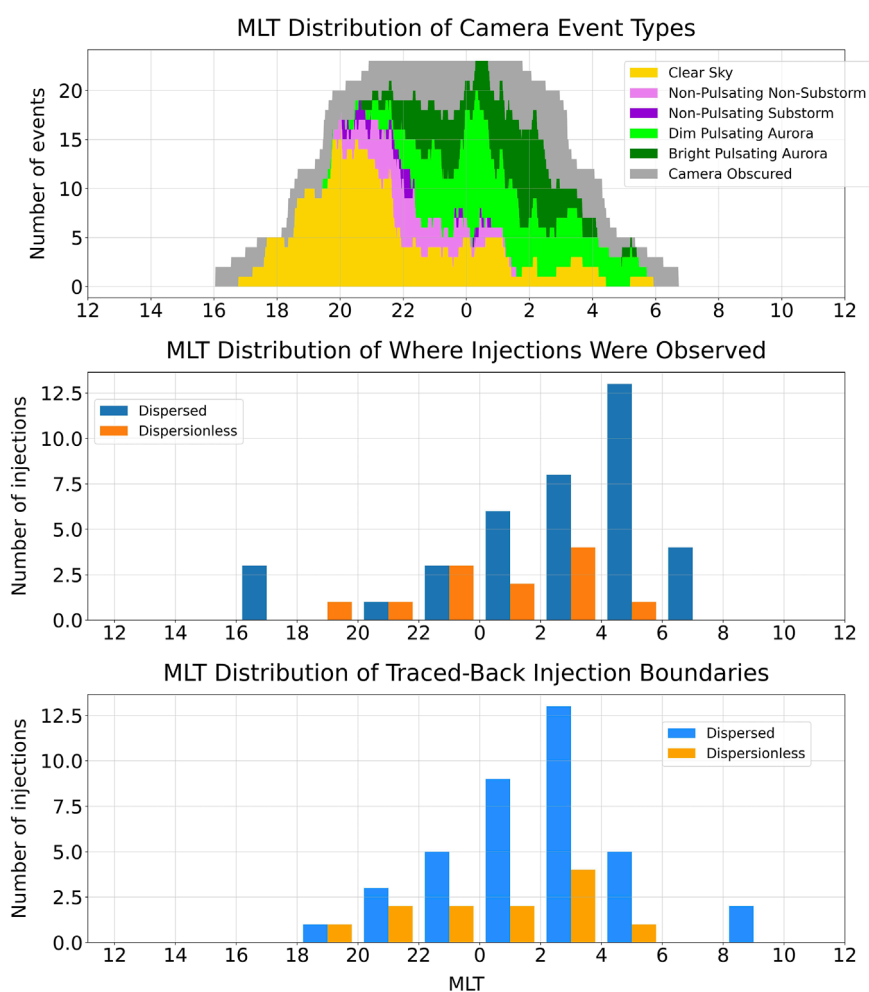 MLT Distribution of Camera Event Types
Number of events
20
15
10
5
0
Clear Sky
Non-Pulsating Non-Substorm
Non-Pulsating Substorm
Dim Pulsating Aurora
Bright Pulsating Aurora
Camera Obscured
12 14 16 18 20 22 0 2 4 6 8 10 12
MLT Distribution of Where Injections Were Observed
Number of injections
12.5
10.0
7.5
5.0
2.5
0.0
Dispersed
Dispersionless
12 14 16 18 20 22 0 2 4 6 8 10 12
MLT Distribution of Traced-Back Injection Boundaries
Number of injections
12.5
10.0
7.5
5.0
2.5
0.0
Dispersed
Dispersionless
12 14 16 18 20 22 0 2 4 6 8 10 12
MLT